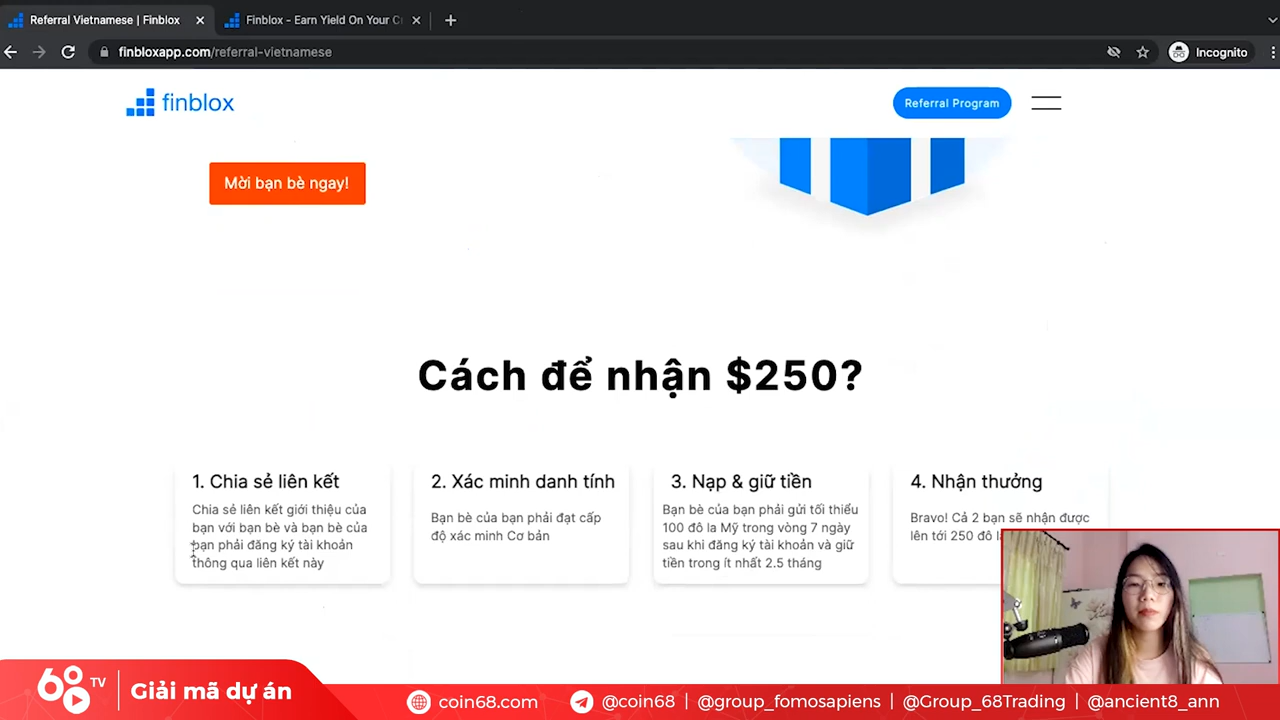 Referral Vietnamese | Finblox
Finblox - Earn Yield On Your C
finbloxapp.com/referral-vietnamese
Incognito
finblox
Referral Program
Mời bạn bè ngay!
Cách để nhận $250?
1. Chia sẻ liên kết
Chia sẻ liên kết giới thiệu của
bạn với bạn bè và bạn bè của
bạn phải đăng ký tài khoản
thông qua liên kết này
2. Xác minh danh tính
Bạn bè của bạn phải đạt cấp
độ xác minh Cơ bản
3. Nạp & giữ tiền
Bạn bè của bạn phải gửi tối thiểu
100 đô la Mỹ trong vòng 7 ngày
sau khi đăng ký tài khoản và giữ
tiền trong ít nhất 2.5 tháng
4. Nhận thưởng
Bravo! Cả 2 bạn sẽ nhận được
lên tới 250 đô
68 TV
Giải mã dự án
coin68.com
@coin68 | @group_fomosapiens | @Group_68Trading | @ancient8_ann